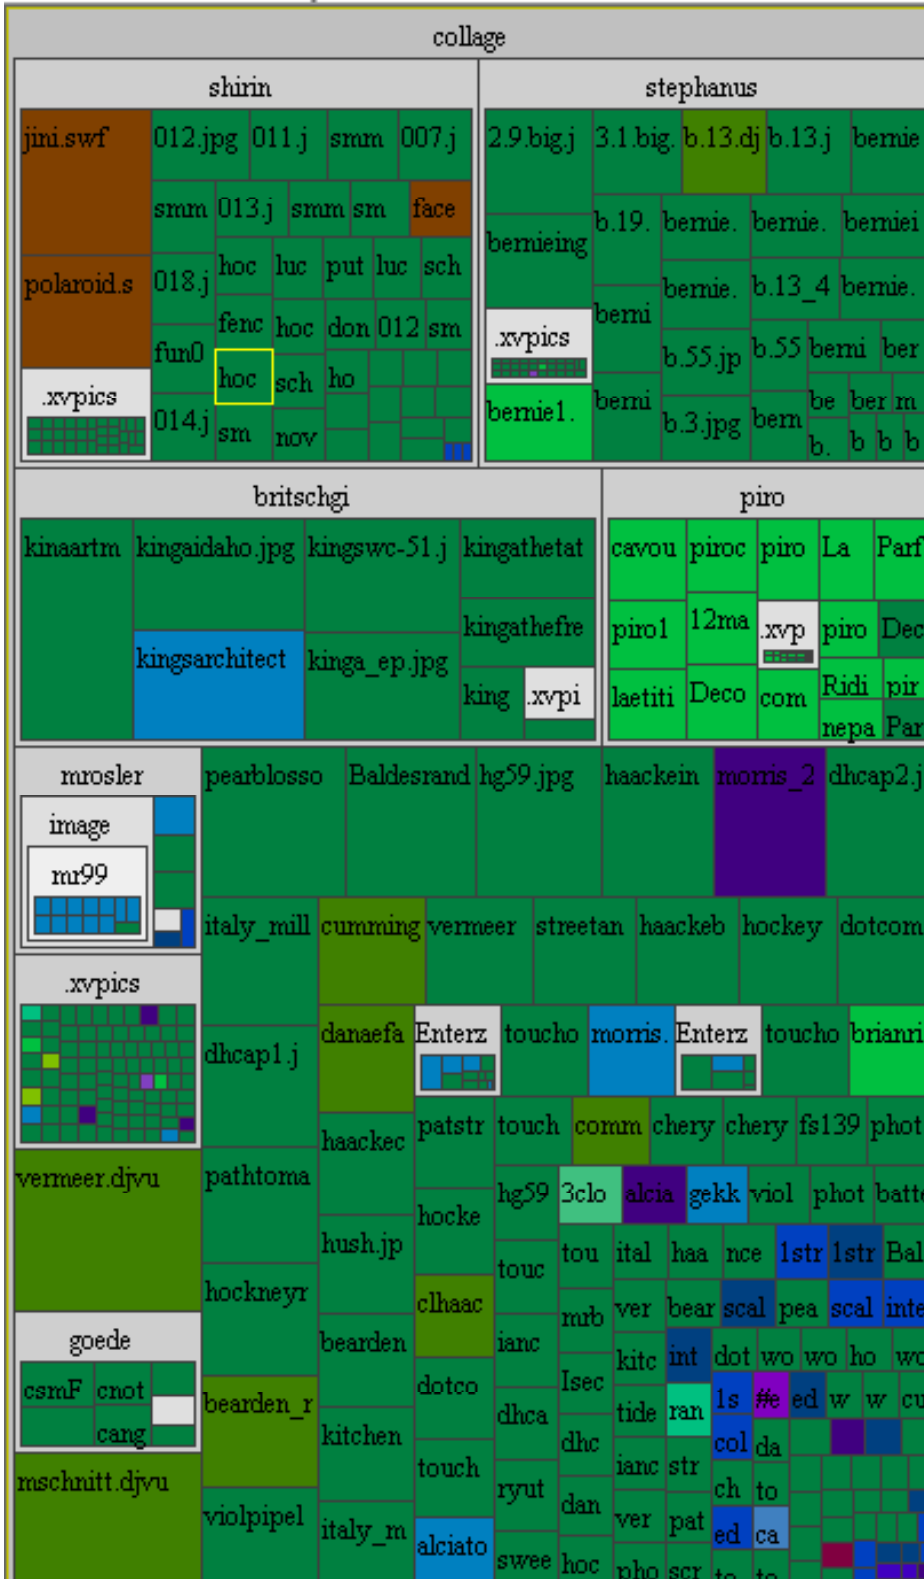 collage
shirin
jini.swf
012.jpg
011.j
smm
007.j
smm
013.j
smm
sm
face
polaroid.s
018.j
hoc
luc
put
luc
sch
fenc
hoc
don
012
sm
fun0
hoc
sch
ho
.xvpics
014.j
sm
nov
stephanus
2.9.big.j
3.1.big.
b.13.dj
b.13.j
bernie
bernieing
b.19.
bernie.
bernie.
berniei
bernie.
b.13_4
bernie.
berni
.xvpics
b.55.jp
b.55
berni
ber
bernie1.
berni
b.3.jpg
bern
be
ber
m
b.
b
b
b
britschgi
kinaartm
kingaidaho.jpg
kingswc-51.j
kingathetat
kingathefre
kingsarchitect
kinga_ep.jpg
king
.xvpi
piro
cavou
piroc
piro
La
Parf
piro1
12ma
.xvp
piro
Dec
laetiti
Deco
com
Ridi
pir
nepa
Par
mrosler
image
mr99
pearblosso
Baldesrand
hg59.jpg
haackein
morris_2
dhcap2.j
italy_mill
cumming
vermeer
streetan
haackeb
hockey
dotcom
.xvpics
dhcap1.j
danaefa
Enterz
toucho
morris.
Enterz
toucho
brianri
haackec
patstr
touch
comm
chery
chery
fs139
phot
vermeer.djvu
pathtoma
hocke
hg59
3clo
alcia
gekk
viol
phot
batte
hush.jp
touc
tou
ital
haa
nce
1str
1str
Bal
hockneyr
clhaac
mrb
ver
bear
scal
pea
scal
inte
goede
bearden
ianc
kitc
int
dot
wo
wo
ho
wo
csmF
cnot
cang
bearden_r
dotco
Isec
dhca
tide
ran
1s
#e
ed
w
w
cu
kitchen
dhc
col
da
mschnitt.djvu
touch
ryut
ianc
str
ch
to
violpipel
italy_m
dan
ver
pat
ed
ca
alciato
swee
hoc
pho
scr
to
to